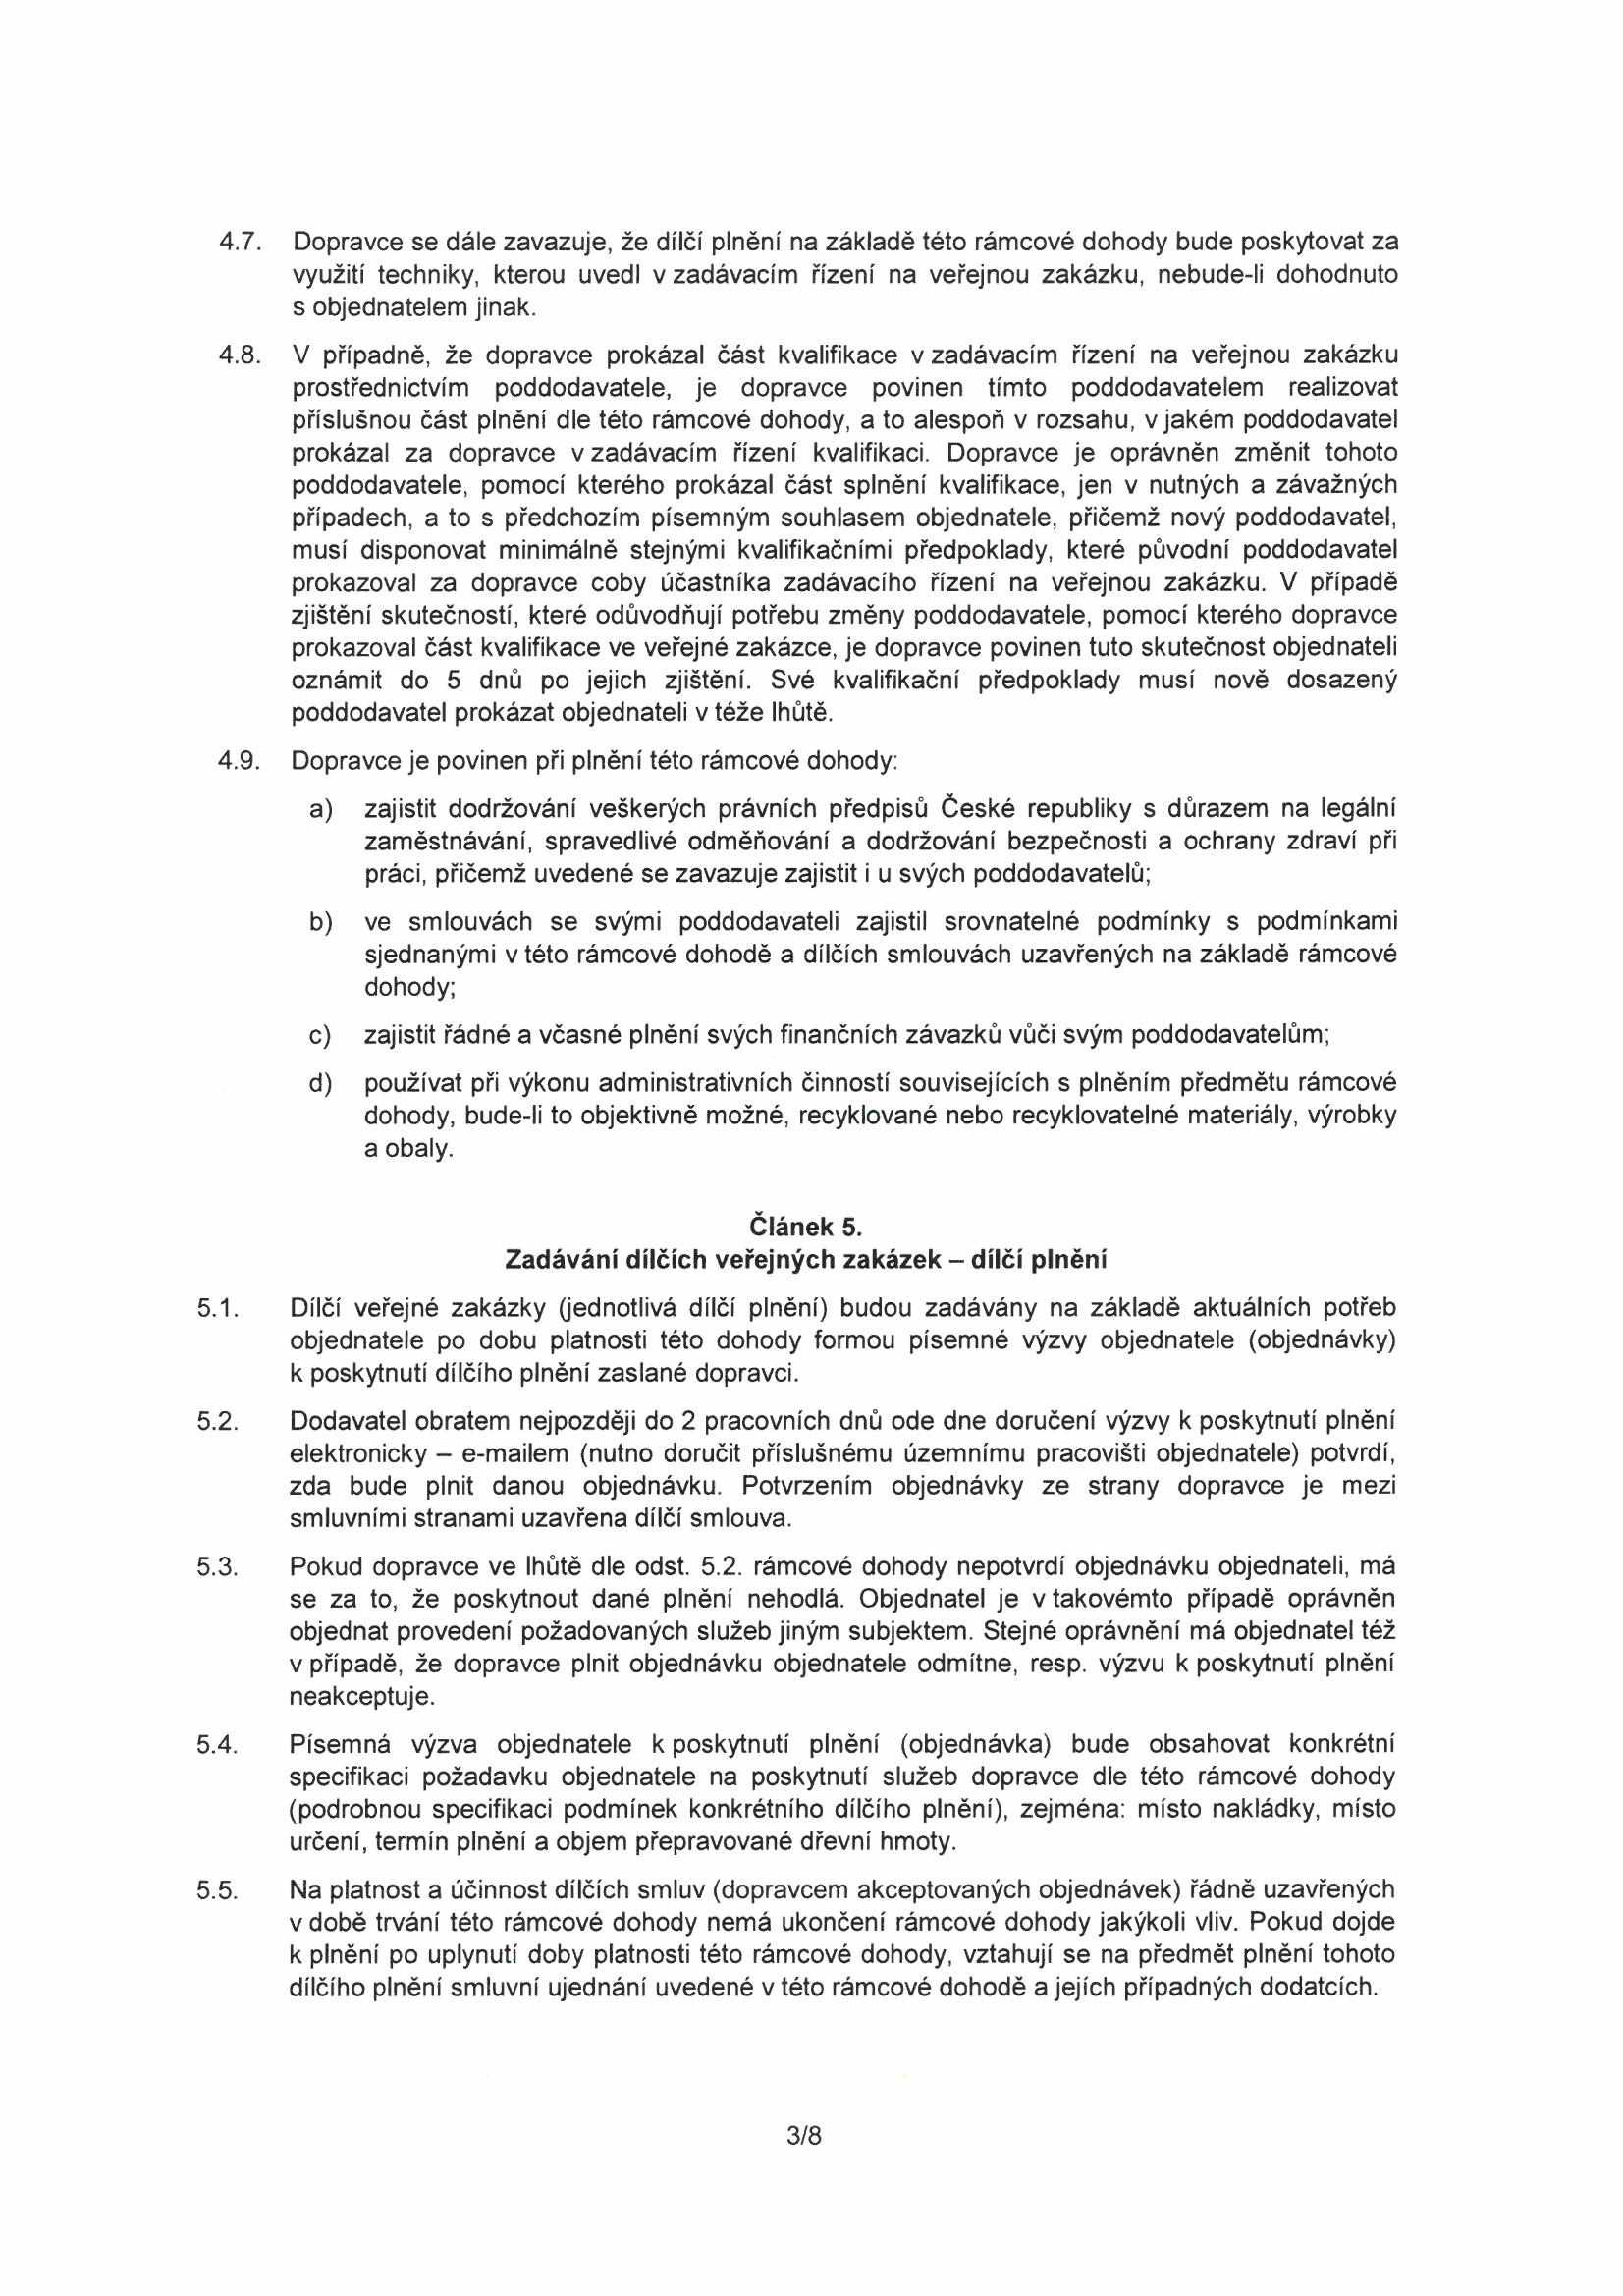 4.7. Dopravce se dále zavazuje, že dílčí plnění na základě této rámcové dohody bude poskytovat za
využití techniky, kterou uvedl v zadávacím řízení na veřejnou zakázku, nebude-li dohodnuto
s objednatelem jinak.
4.8. V případně, že dopravce prokázal část kvalifikace v zadávacím řízení na veřejnou zakázku
prostřednictvím poddodavatele, je dopravce povinen tímto poddodavatelem realizovat
příslušnou část plnění dle této rámcové dohody, a to alespoň v rozsahu, v jakém poddodavatel
prokázal za dopravce v zadávacím řízení kvalifikaci. Dopravce je oprávněn změnit tohoto
poddodavatele, pomocí kterého prokázal část splnění kvalifikace, jen v nutných a závažných
případech, a to s předchozím písemným souhlasem objednatele, přičemž nový poddodavatel,
musí disponovat minimálně stejnými kvalifikačními předpoklady, které původní poddodavatel
prokazoval za dopravce coby účastníka zadávacího řízení na veřejnou zakázku. V případě
zjištění skutečností, které odůvodňují potřebu změny poddodavatele, pomocí kterého dopravce
prokazoval část kvalifikace ve veřejné zakázce, je dopravce povinen tuto skutečnost objednateli
oznámit do 5 dnů po jejich zjištění. Své kvalifikační předpoklady musí nově dosazený
poddodavatel prokázat objednateli v téže lhůtě.
4.9. Dopravce je povinen při plnění této rámcové dohody:
a) zajistit dodržování veškerých právních předpisů České republiky s důrazem na legální
zaměstnávání, spravedlivé odměňování a dodržování bezpečnosti a ochrany zdraví při
práci, přičemž uvedené se zavazuje zajistit i u svých poddodavatelů;
b) ve smlouvách se svými poddodavateli zajistil srovnatelné podmínky s podmínkami
sjednanými v této rámcové dohodě a dílčích smlouvách uzavřených na základě rámcové
dohody;
c) zajistit řádné a včasné plnění svých finančních závazků vůči svým poddodavatelům;
d) používat při výkonu administrativních činností souvisejících s plněním předmětu rámcové
dohody, bude-li to objektivně možné, recyklované nebo recyklovatelné materiály, výrobky
a obaly.
Článek 5.
Zadávání dílčích veřejných zakázek – dílčí plnění
5.1. Dílčí veřejné zakázky (jednotlivá dílčí plnění) budou zadávány na základě aktuálních potřeb
objednatele po dobu platnosti této dohody formou písemné výzvy objednatele (objednávky)
k poskytnutí dílčího plnění zaslané dopravci.
5.2. Dodavatel obratem nejpozději do 2 pracovních dnů ode dne doručení výzvy k poskytnutí plnění
elektronicky – e-mailem (nutno doručit příslušnému územnímu pracovišti objednatele) potvrdí,
zda bude plnit danou objednávku. Potvrzením objednávky ze strany dopravce je mezi
smluvními stranami uzavřena dílčí smlouva.
5.3. Pokud dopravce ve lhůtě dle odst. 5.2. rámcové dohody nepotvrdí objednávku objednateli, má
se za to, že poskytnout dané plnění nehodlá. Objednatel je v takovémto případě oprávněn
objednat provedení požadovaných služeb jiným subjektem. Stejné oprávnění má objednatel též
v případě, že dopravce plnit objednávku objednatele odmítne, resp. výzvu k poskytnutí plnění
neakceptuje.
5.4. Písemná výzva objednatele k poskytnutí plnění (objednávka) bude obsahovat konkrétní
specifikaci požadavku objednatele na poskytnutí služeb dopravce dle této rámcové dohody
(podrobnou specifikaci podmínek konkrétního dílčího plnění), zejména: místo nakládky, místo
určení, termín plnění a objem přepravované dřevní hmoty.
5.5. Na platnost a účinnost dílčích smluv (dopravcem akceptovaných objednávek) řádně uzavřených
v době trvání této rámcové dohody nemá ukončení rámcové dohody jakýkoli vliv. Pokud dojde
k plnění po uplynutí doby platnosti této rámcové dohody, vztahují se na předmět plnění tohoto
dílčího plnění smluvní ujednání uvedené v této rámcové dohodě a jejích případných dodatcích.
3/8